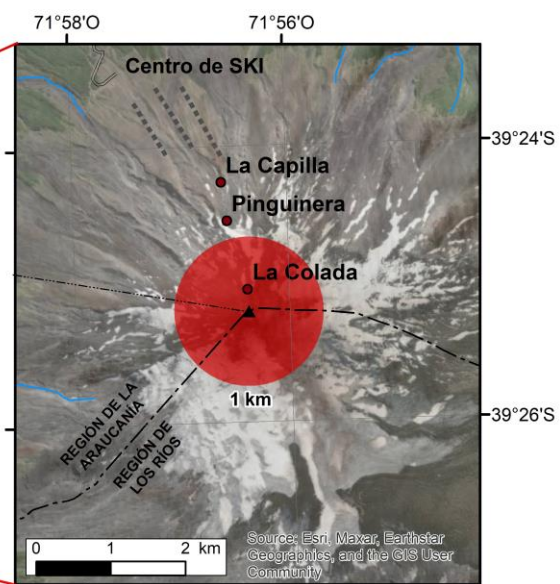 71°58'O
71°56'O
Centro de SKI
39°24'S
La Capilla
Pinguinera
La Colada
1 km
39°26'S
REGIÓN DE LA
ARAUCANÍA
REGIÓN DE
LOS RÍOS
0 1 2 km
Source: Esri, Maxar, Earthstar
Geographics, and the GIS User
Community